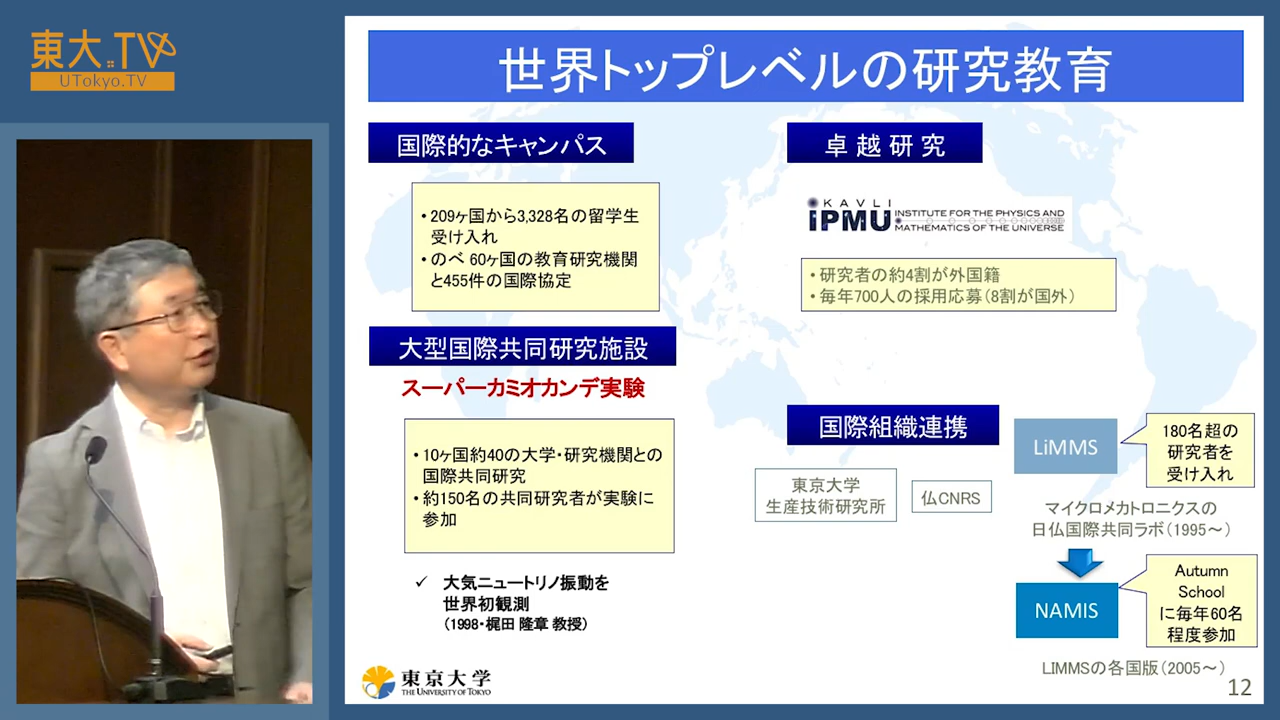 東大.TV
UTokyo.TV
世界トップレベルの研究教育
国際的なキャンパス
•209ヶ国から3,328名の留学生
受け入れ
•のべ 60ヶ国の教育研究機関
と455件の国際協定
大型国際共同研究施設
スーパーカミオカンデ実験
•10ヶ国約40の大学・研究機関との
国際共同研究
•約150名の共同研究者が実験に
参加
✓ 大気ニュートリノ振動を
世界初観測
（1998・梶田 隆章 教授）
東京大学
THE UNIVERSITY OF TOKYO
卓越研究
KAVLI
IPMU INSTITUTE FOR THE PHYSICS AND
MATHEMATICS OF THE UNIVERSE
•研究者の約4割が外国籍
•毎年700人の採用応募（8割が国外）
国際組織連携
東京大学
生産技術研究所
仏CNRS
LiMMS
180名超の
研究者を
受け入れ
マイクロメカトロニクスの
日仏国際共同ラボ（1995～）
NAMIS
Autumn
School
に毎年60名
程度参加
LIMMSの各国版（2005～）
12